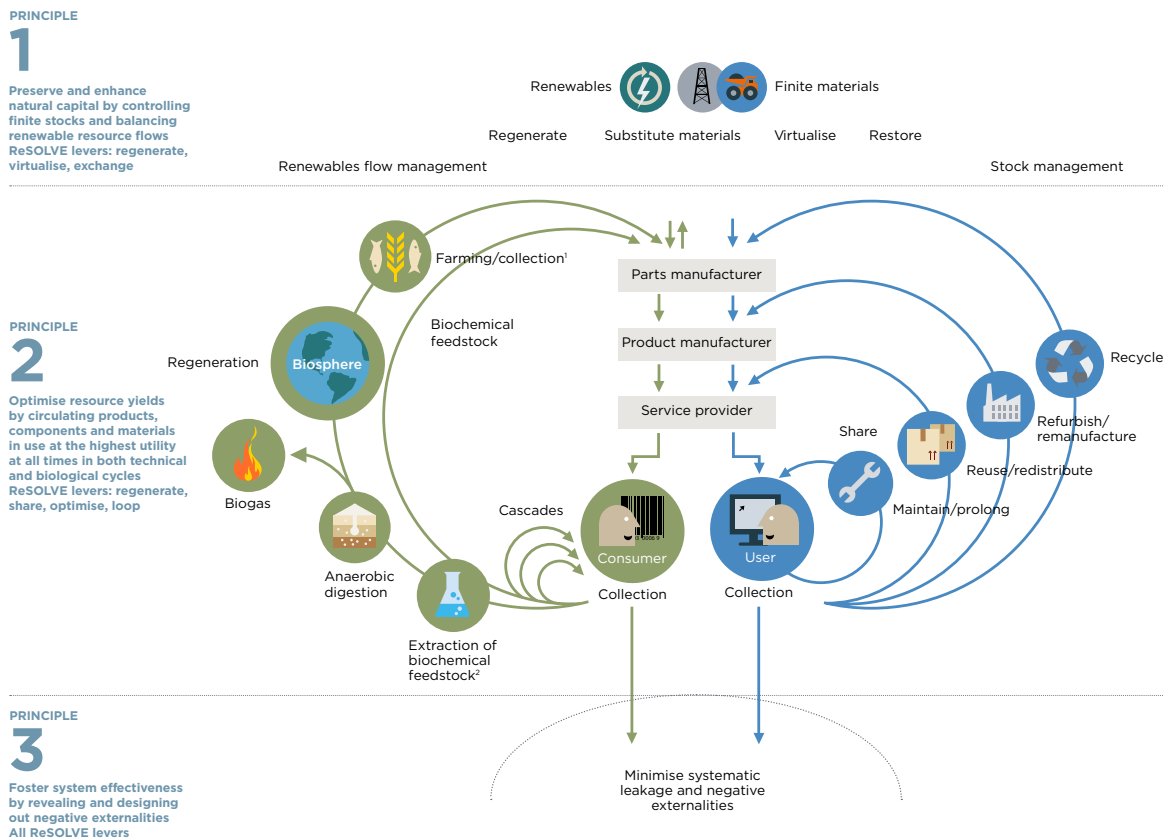 PRINCIPLE
1
Preserve and enhance
natural capital by controlling
finite stocks and balancing
renewable resource flows
ReSOLVE levers: regenerate,
virtualise, exchange
Renewables
Finite materials
Regenerate
Substitute materials
Virtualise
Restore
Renewables flow management
Stock management
PRINCIPLE
2
Optimise resource yields
by circulating products,
components and materials
in use at the highest utility
at all times in both technical
and biological cycles
ReSOLVE levers: regenerate,
share, optimise, loop
Farming/collection¹
Biochemical
feedstock
Regeneration
Biosphere
Biogas
Anaerobic
digestion
Extraction of
biochemical
feedstock²
Cascades
Parts manufacturer
Product manufacturer
Service provider
Consumer
Collection
User
Collection
Share
Maintain/prolong
Reuse/redistribute
Refurbish/
remanufacture
Recycle
PRINCIPLE
3
Foster system effectiveness
by revealing and designing
out negative externalities
All ReSOLVE levers
Minimise systematic
leakage and negative
externalities